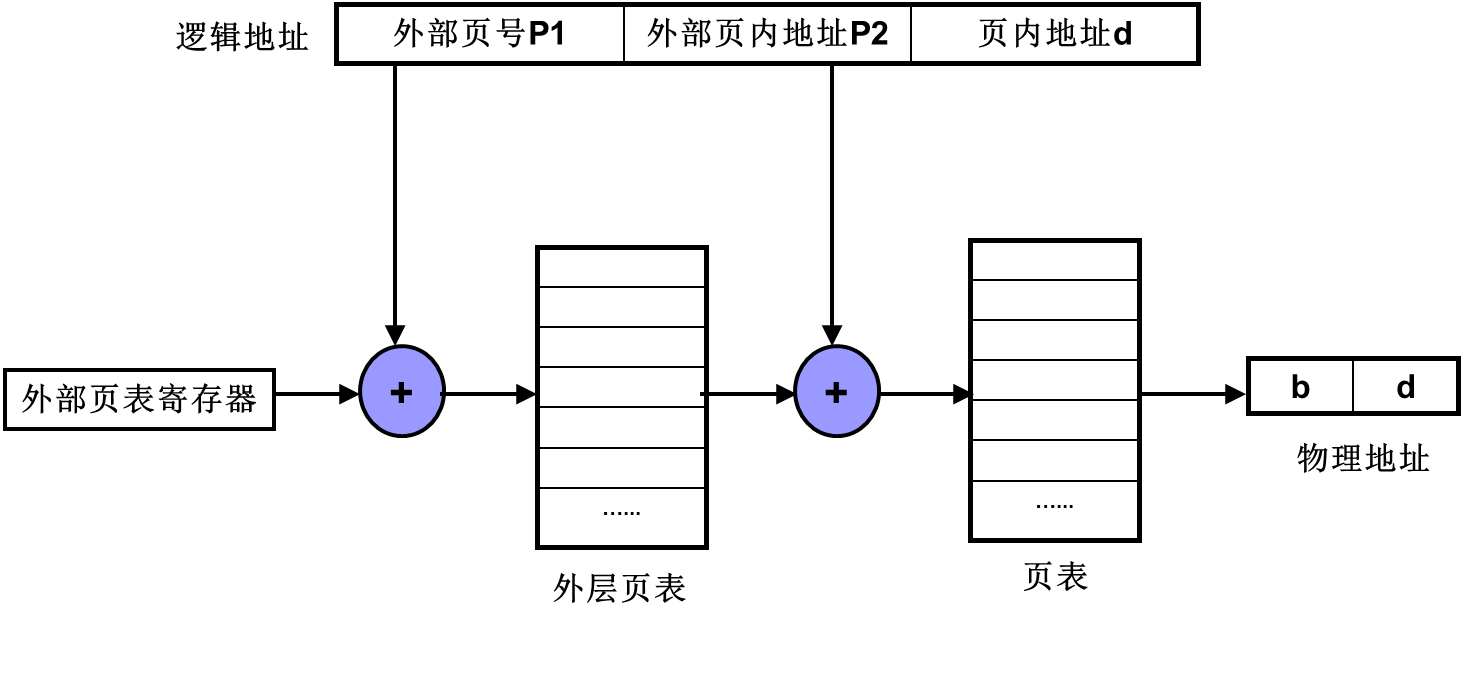 逻辑地址
外部页号P1
外部页内地址P2
页内地址d
外部页表寄存器
+
+
b
d
物理地址
……
外层页表
……
页表